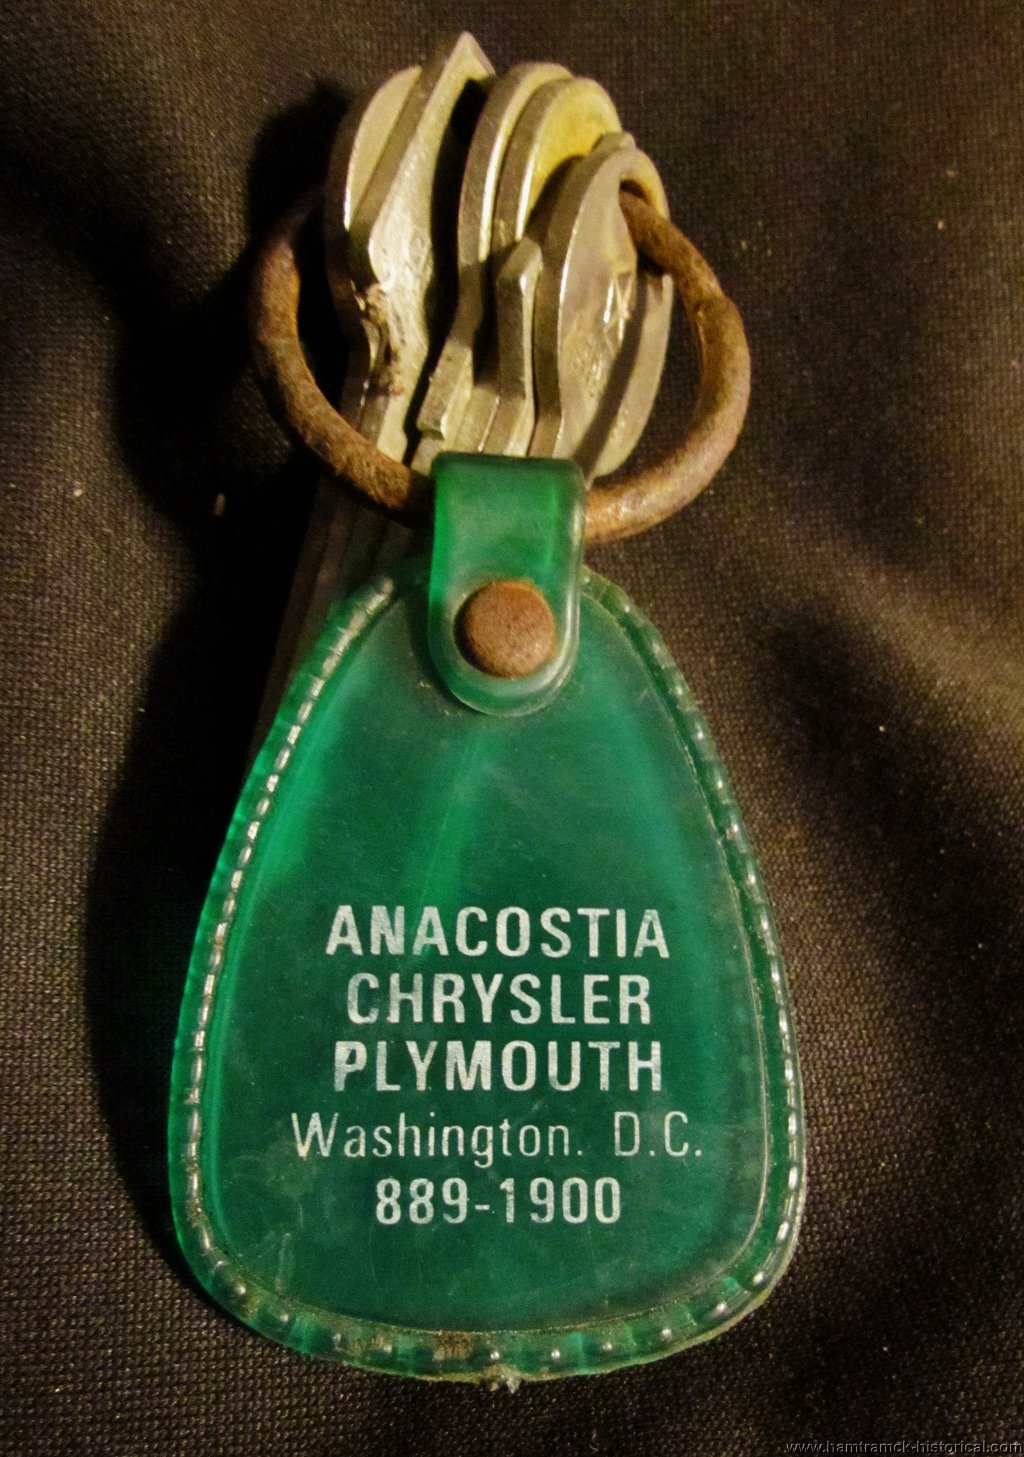 ANACOSTIA
CHRYSLER
PLYMOUTH
Washington. D.C.
889-1900
www.hamtramck-historical.com